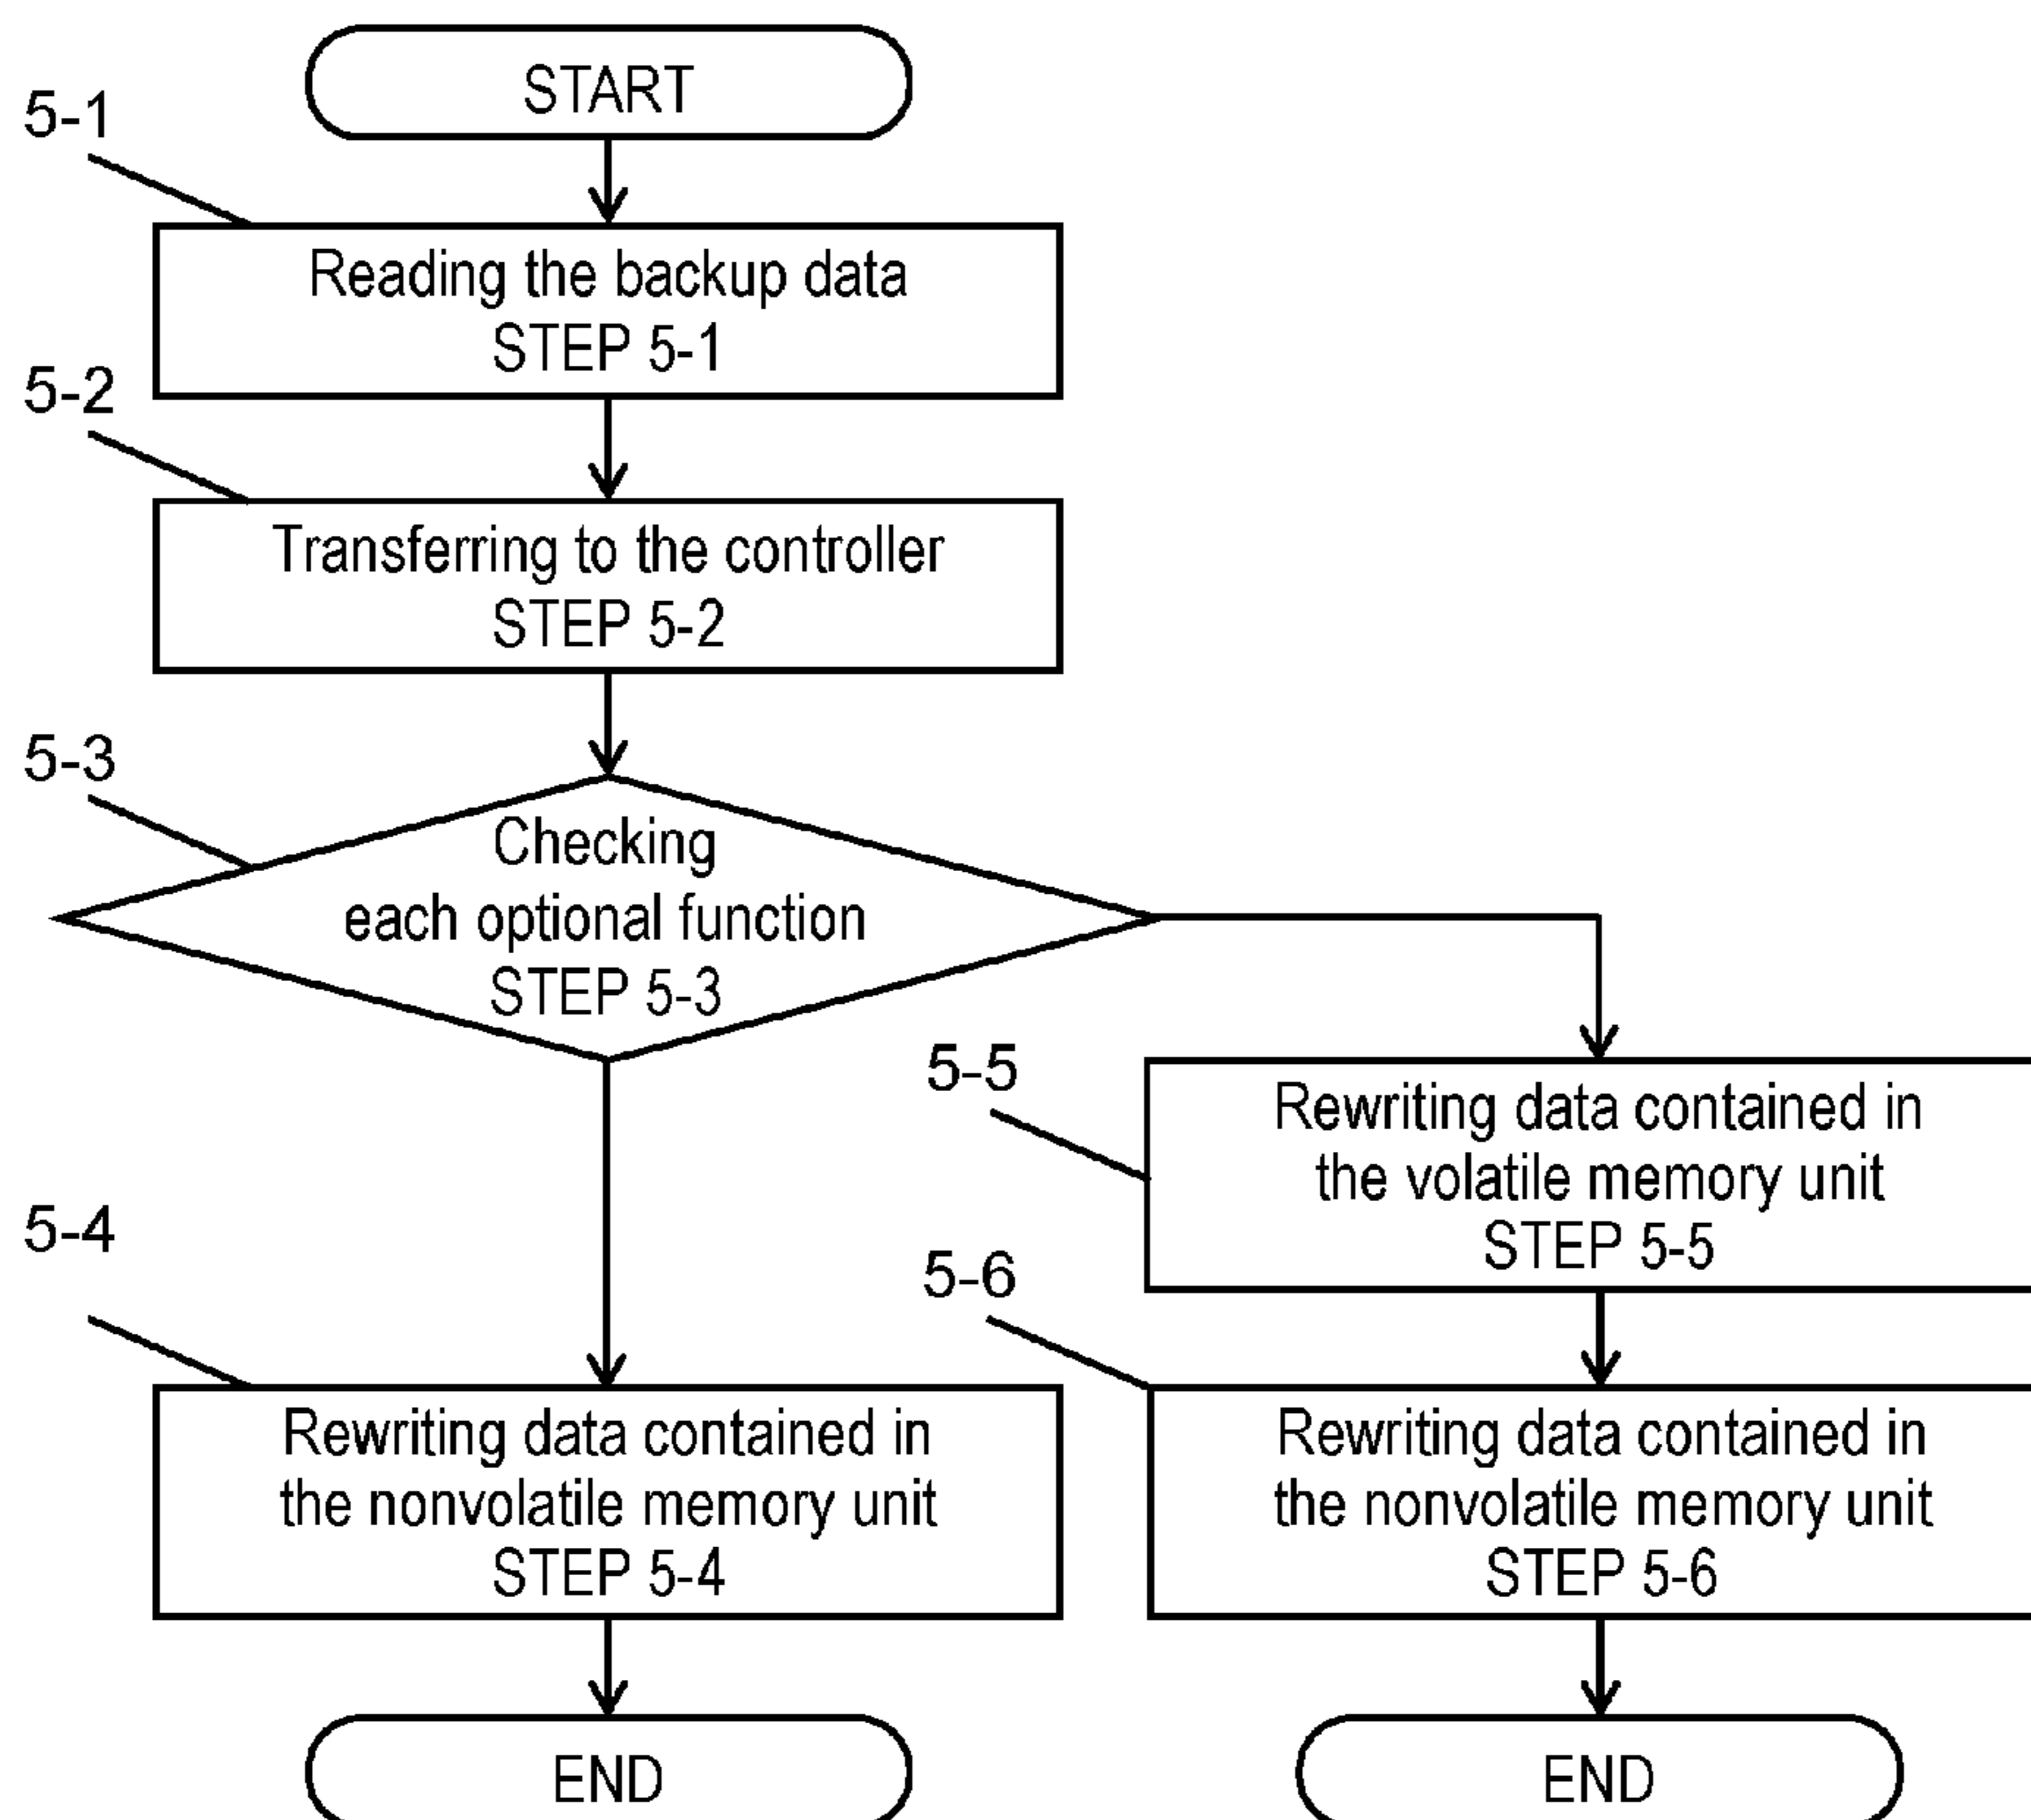 START
5-1
Reading the backup data
STEP 5-1
5-2
Transferring to the controller
STEP 5-2
5-3
Checking
each optional function
STEP 5-3
5-5
Rewriting data contained in
the volatile memory unit
STEP 5-5
5-4
Rewriting data contained in
the nonvolatile memory unit
STEP 5-4
5-6
Rewriting data contained in
the nonvolatile memory unit
STEP 5-6
END
END